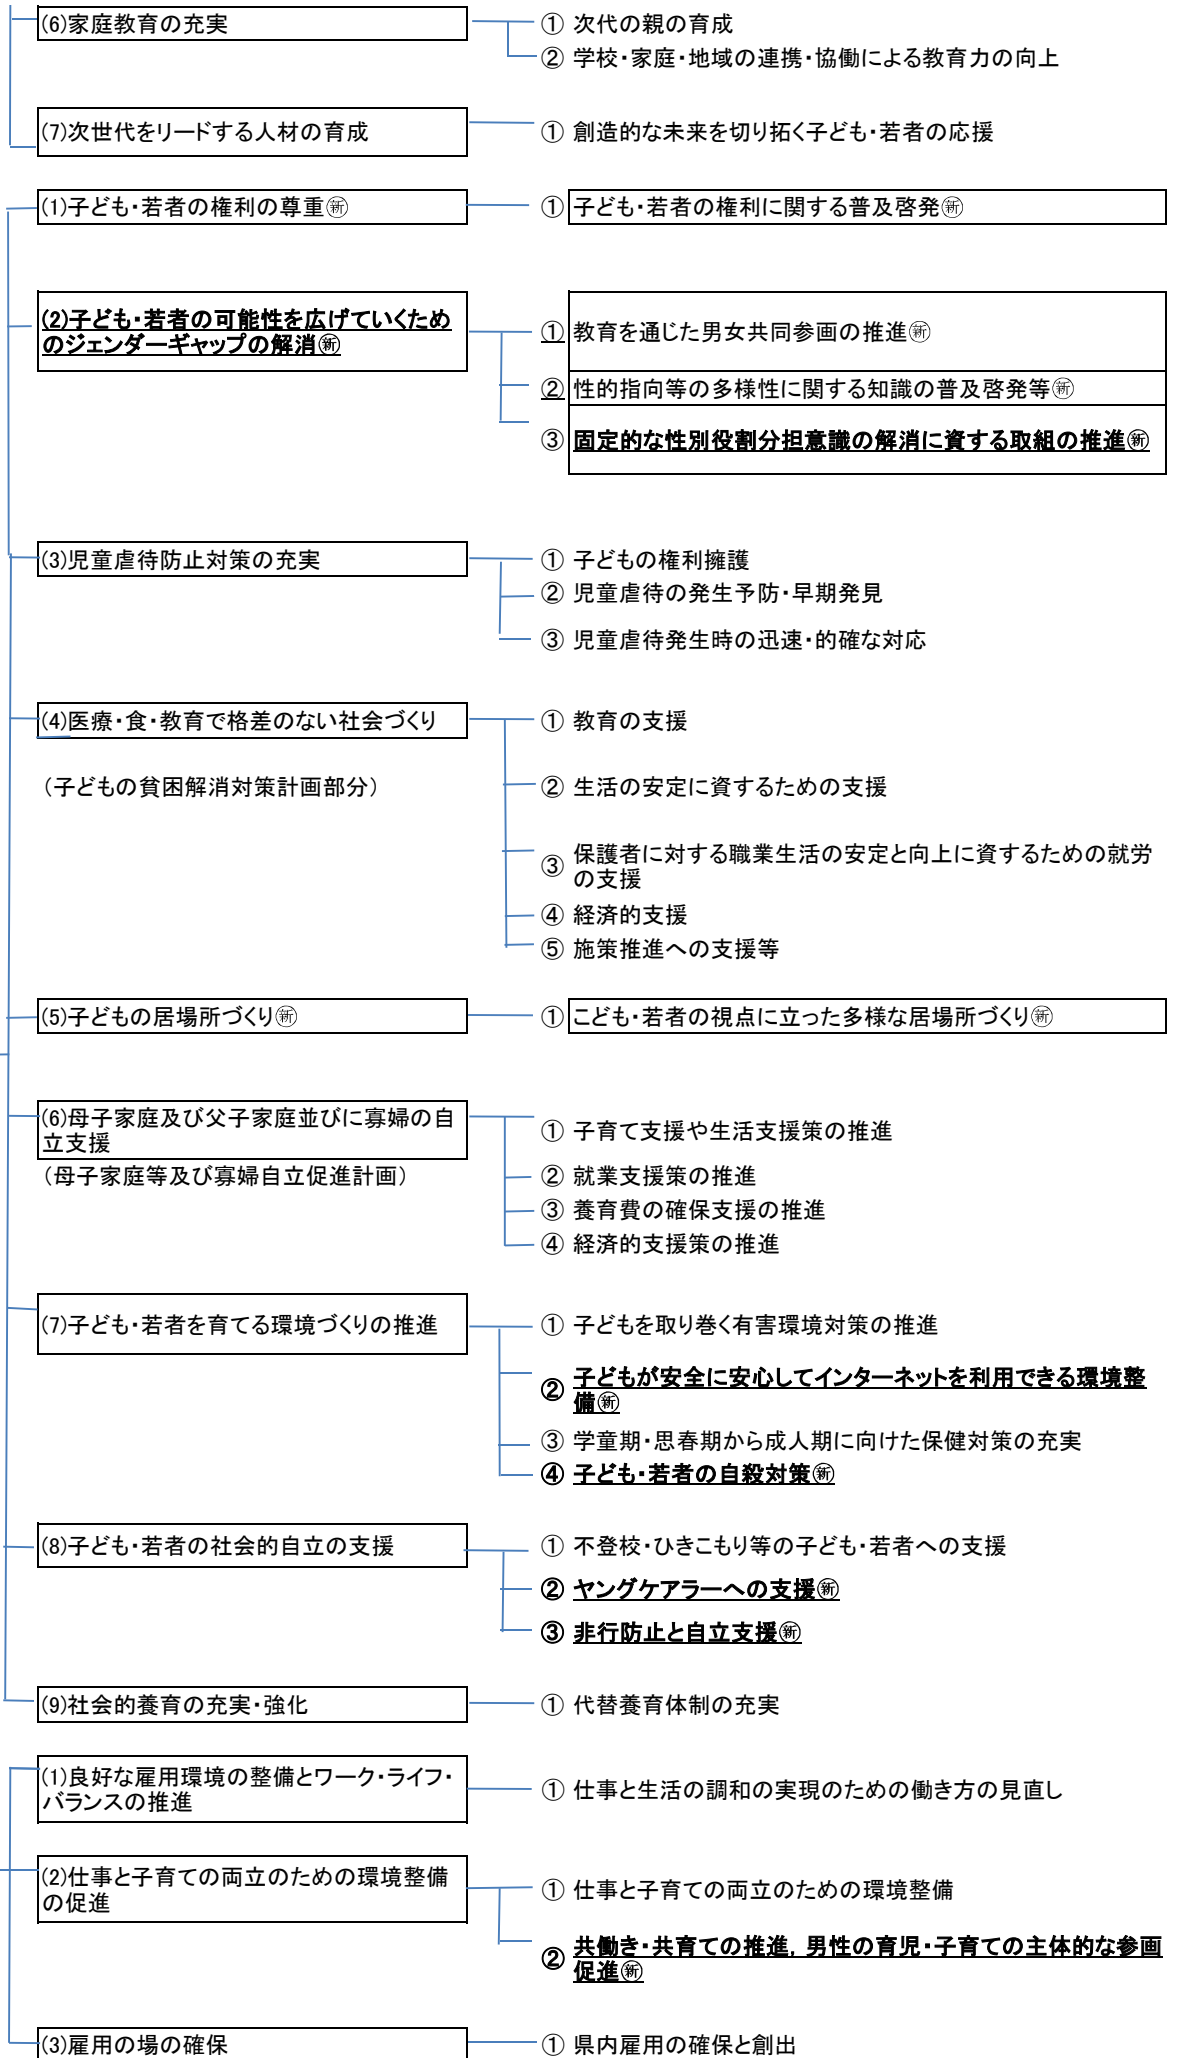 (6)家庭教育の充実
① 次代の親の育成
② 学校・家庭・地域の連携・協働による教育力の向上
(7)次世代をリードする人材の育成
① 創造的な未来を切り拓く子ども・若者の応援
(1)子ども・若者の権利の尊重㊟
① 子ども・若者の権利に関する普及啓発㊟
(2)子ども・若者の可能性を広げていくため
のジェンダーギャップの解消㊟
① 教育を通じた男女共同参画の推進㊟
② 性的指向等の多様性に関する知識の普及啓発等㊟
③ 固定的な性別役割分担意識の解消に資する取組の推進㊟
(3)児童虐待防止対策の充実
① 子どもの権利擁護
② 児童虐待の発生予防・早期発見
③ 児童虐待発生時の迅速・的確な対応
(4)医療・食・教育で格差のない社会づくり
(子どもの貧困解消対策計画部分)
① 教育の支援
② 生活の安定に資するための支援
③ 保護者に対する職業生活の安定と向上に資するための就労
の支援
④ 経済的支援
⑤ 施策推進への支援等
(5)子どもの居場所づくり㊟
① こども・若者の視点に立った多様な居場所づくり㊟
(6)母子家庭及び父子家庭並びに寡婦の自
立支援
(母子家庭等及び寡婦自立促進計画)
① 子育て支援や生活支援策の推進
② 就業支援策の推進
③ 養育費の確保支援の推進
④ 経済的支援策の推進
(7)子ども・若者を育てる環境づくりの推進
① 子どもを取り巻く有害環境対策の推進
② 子どもが安全に安心してインターネットを利用できる環境整
備㊟
③ 学童期・思春期から成人期に向けた保健対策の充実
④ 子ども・若者の自殺対策㊟
(8)子ども・若者の社会的自立の支援
① 不登校・ひきこもり等の子ども・若者への支援
② ヤングケアラーへの支援㊟
③ 非行防止と自立支援㊟
(9)社会的養育の充実・強化
① 代替養育体制の充実
(1)良好な雇用環境の整備とワーク・ライフ・
バランスの推進
① 仕事と生活の調和の実現のための働き方の見直し
(2)仕事と子育ての両立のための環境整備
の促進
① 仕事と子育ての両立のための環境整備
② 共働き・共育ての推進, 男性の育児・子育ての主体的な参画
促進㊟
(3)雇用の場の確保
① 県内雇用の確保と創出